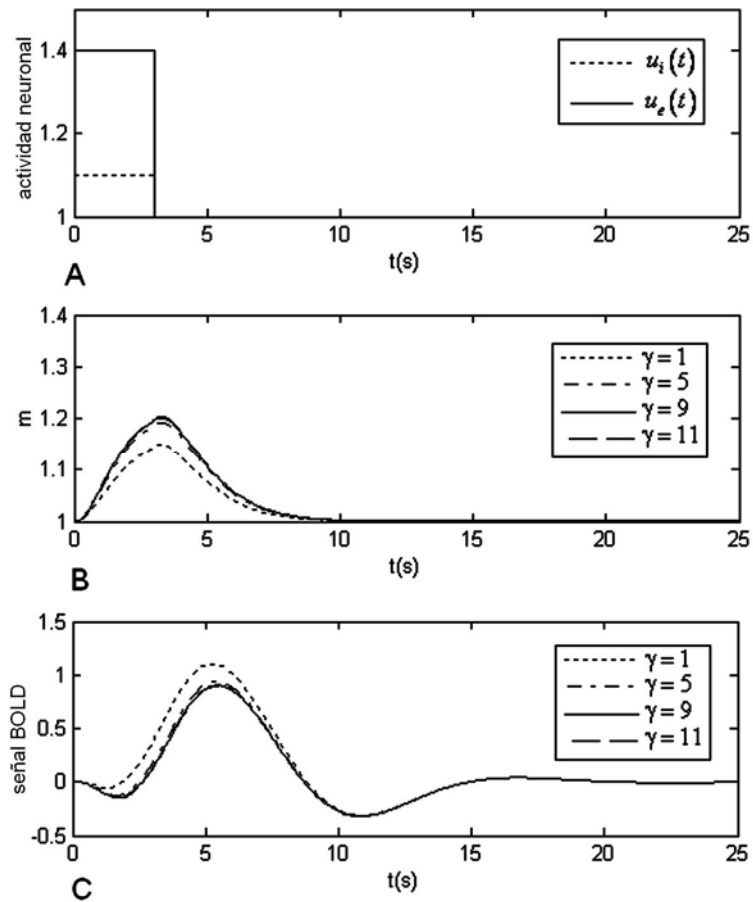 actividad neuronal
1.4
1.2
1
0
5
10
15
20
25
t(s)
u_i(t)
u_e(t)
A
m
1.4
1.3
1.2
1.1
1
0
5
10
15
20
25
t(s)
γ = 1
γ = 5
γ = 9
γ = 11
B
señal BOLD
1.5
1
0.5
0
-0.5
0
5
10
15
20
25
t(s)
γ = 1
γ = 5
γ = 9
γ = 11
C